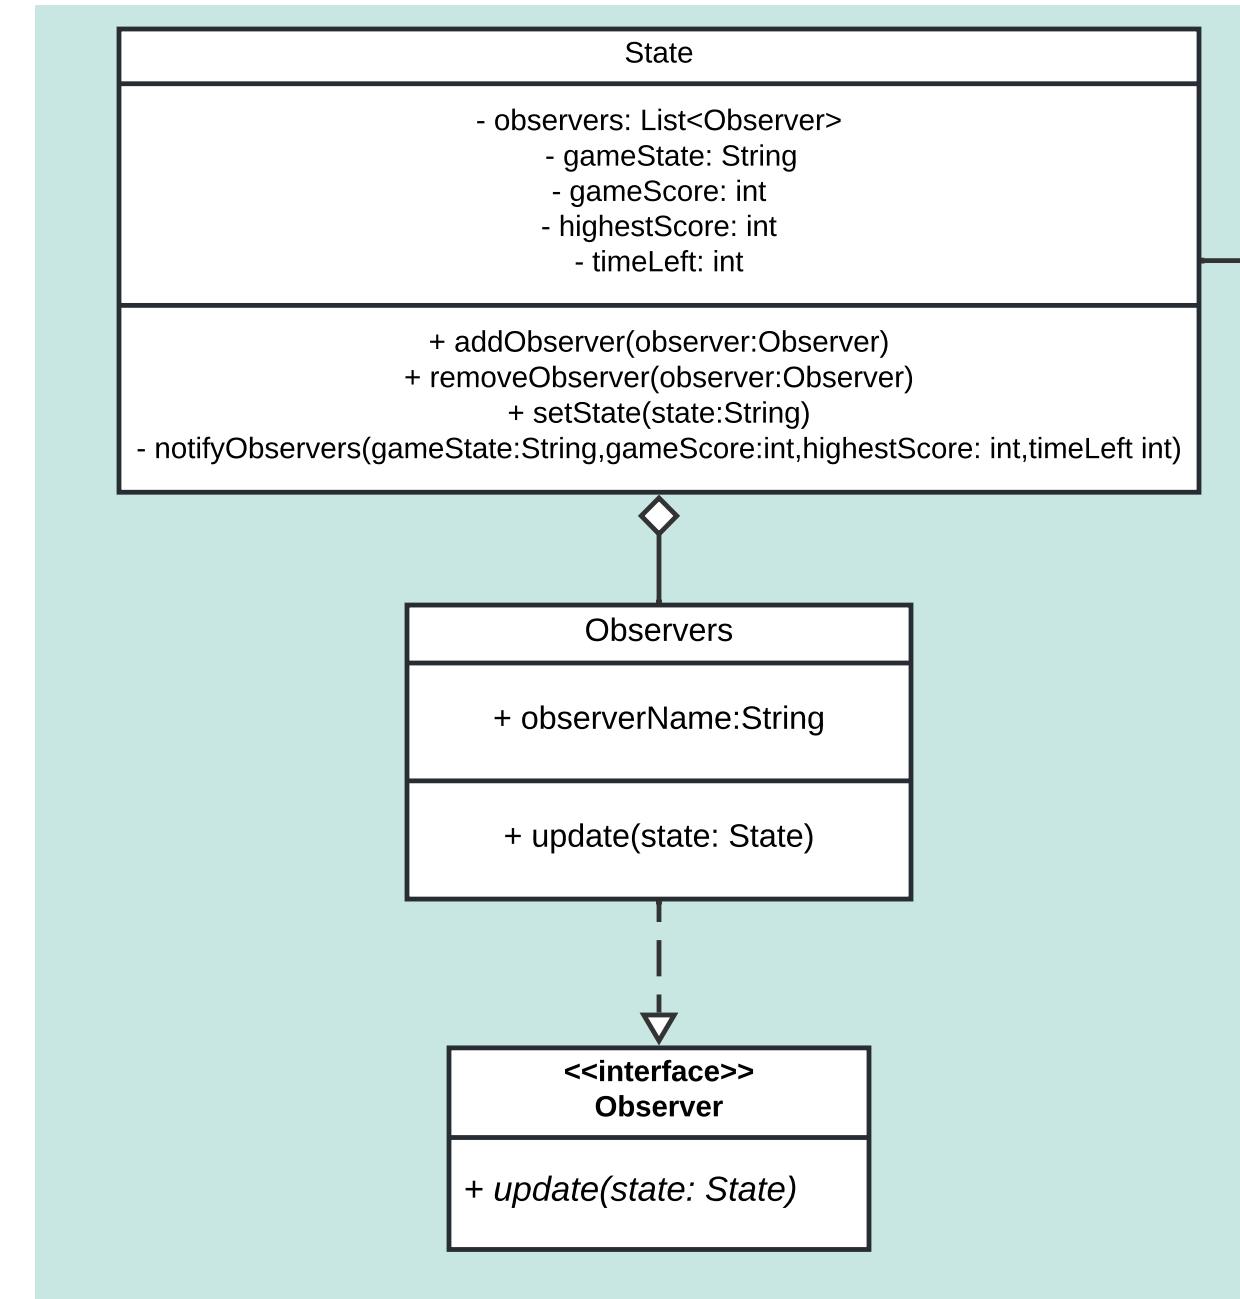 State
- observers: List<Observer>
- gameState: String
- gameScore: int
- highestScore: int
- timeLeft: int
+ addObserver(observer:Observer)
+ removeObserver(observer:Observer)
+ setState(state:String)
- notifyObservers(gameState:String,gameScore:int,highestScore: int,timeLeft int)
Observers
+ observerName:String
+ update(state: State)
<<interface>>
Observer
+ update(state: State)